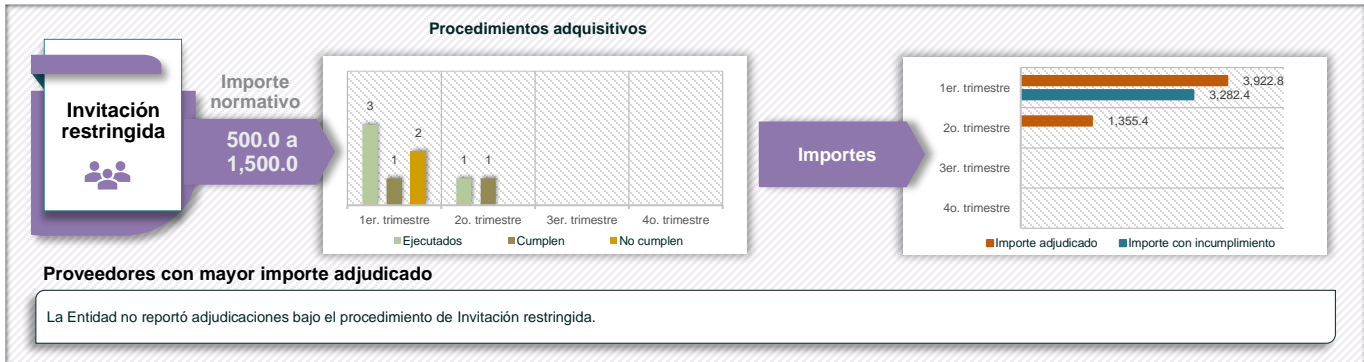 Procedimientos adquisitivos
Invitación
restringida
Importe
normativo
500.0 a
1,500.0
3
1
2
1
1
1er. trimestre
2o. trimestre
3er. trimestre
4o. trimestre
Ejecutados
Cumplen
No cumplen
Importes
1er. trimestre
3,922.8
3,282.4
2o. trimestre
1,355.4
3er. trimestre
4o. trimestre
Importe adjudicado
Importe con incumplimiento
Proveedores con mayor importe adjudicado
La Entidad no reportó adjudicaciones bajo el procedimiento de Invitación restringida.